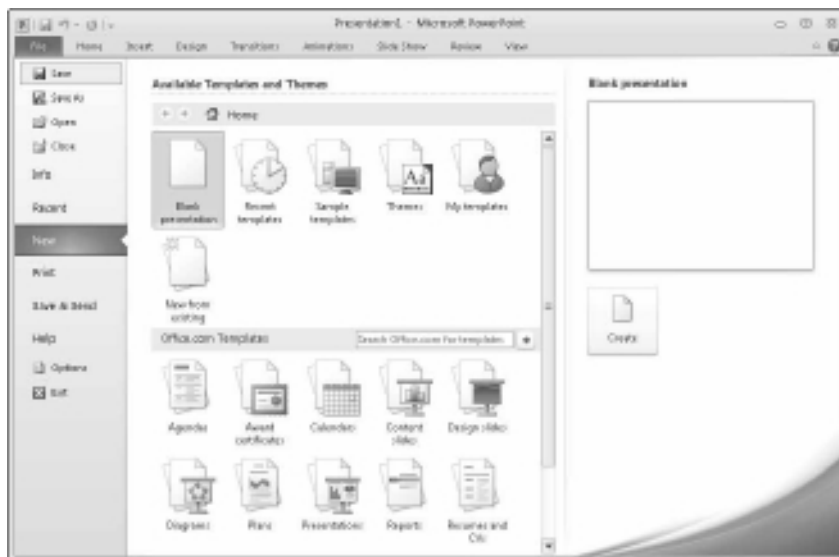 Presentation1 - Microsoft PowerPoint
File Home Insert Design Transitions Animations Slide Show Review View
Save
Save As
Open
Close
Info
Recent
New
Print
Save & Send
Help
Options
Exit
Available Templates and Themes
Home
Blank presentation
Recent templates
Sample templates
Themes
My templates
New from existing
Office.com Templates
Search Office.com for templates
Agendas
Award certificates
Calendars
Content slides
Design slides
Diagrams
Plans
Presentations
Reports
Resumes and CVs
Blank presentation
Create